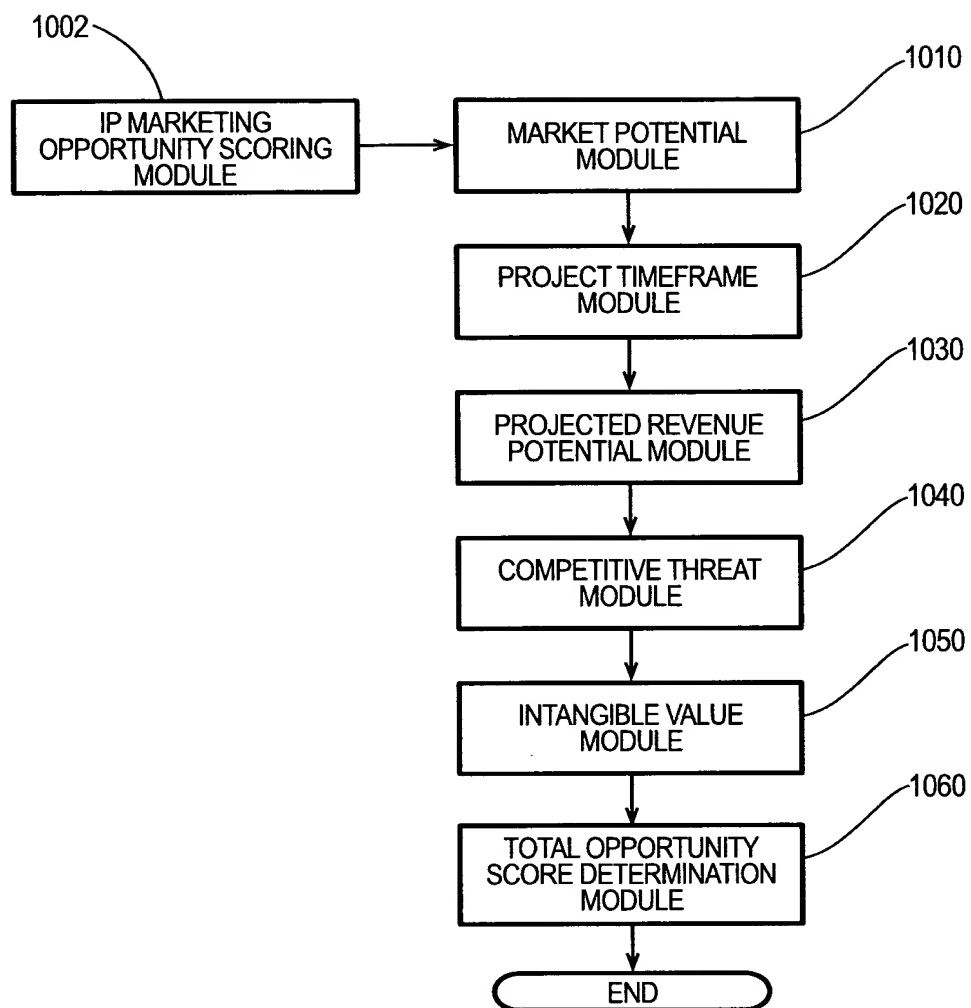 1002
IP MARKETING
OPPORTUNITY SCORING
MODULE
1010
MARKET POTENTIAL
MODULE
1020
PROJECT TIMEFRAME
MODULE
1030
PROJECTED REVENUE
POTENTIAL MODULE
1040
COMPETITIVE THREAT
MODULE
1050
INTANGIBLE VALUE
MODULE
1060
TOTAL OPPORTUNITY
SCORE DETERMINATION
MODULE
END